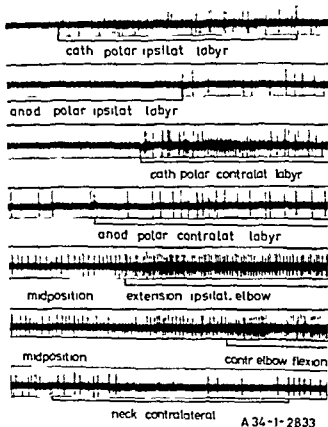 cath polar ipsilat labyr
anod polar ipsilat labyr
cath polar contralat labyr
anod polar contralat labyr
midposition extension ipsilat. elbow
midposition contr elbow flexion
neck contralateral
A 34-1-2833